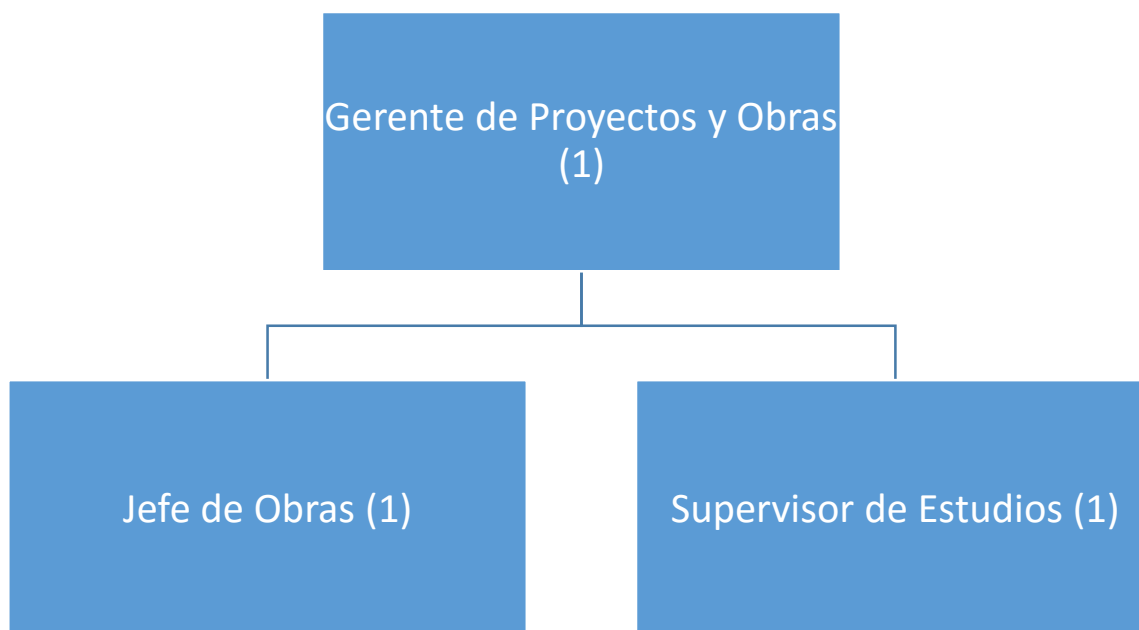 Gerente de Proyectos y Obras
(1)
Jefe de Obras (1)
Supervisor de Estudios (1)